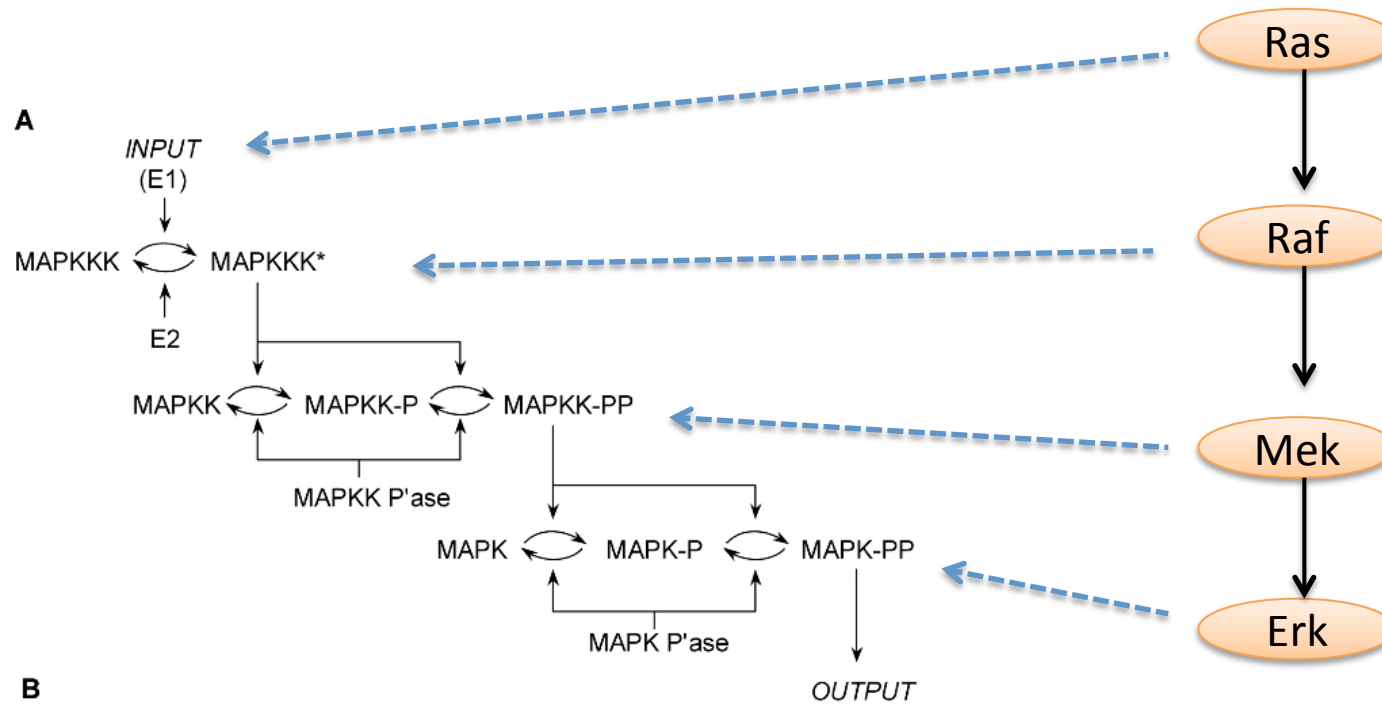 Ras
A
INPUT
(E1)
MAPKKK MAPKKK*
Raf
E2
MAPKK MAPKK-P MAPKK-PP
Mek
MAPKK P'ase
MAPK MAPK-P MAPK-PP
Erk
MAPK P'ase
B
OUTPUT